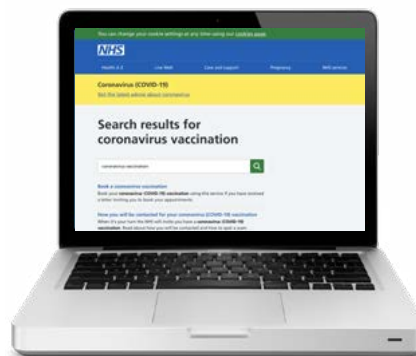 You can change your cookie settings at any time using our cookies page.
NHS
Health A-Z Live Well Care and support Pregnancy NHS services
Coronavirus (COVID-19)
Get the latest advice about coronavirus
Search results for
coronavirus vaccination
coronavirus vaccination
Book a coronavirus vaccination
Book your coronavirus (COVID-19) vaccination using this service if you have received
a letter inviting you to book your appointments.
How you will be contacted for your coronavirus (COVID-19) vaccination
When it's your turn the NHS will invite you have a coronavirus (COVID-19)
vaccination. Read about how you will be contacted and how to spot a scam.